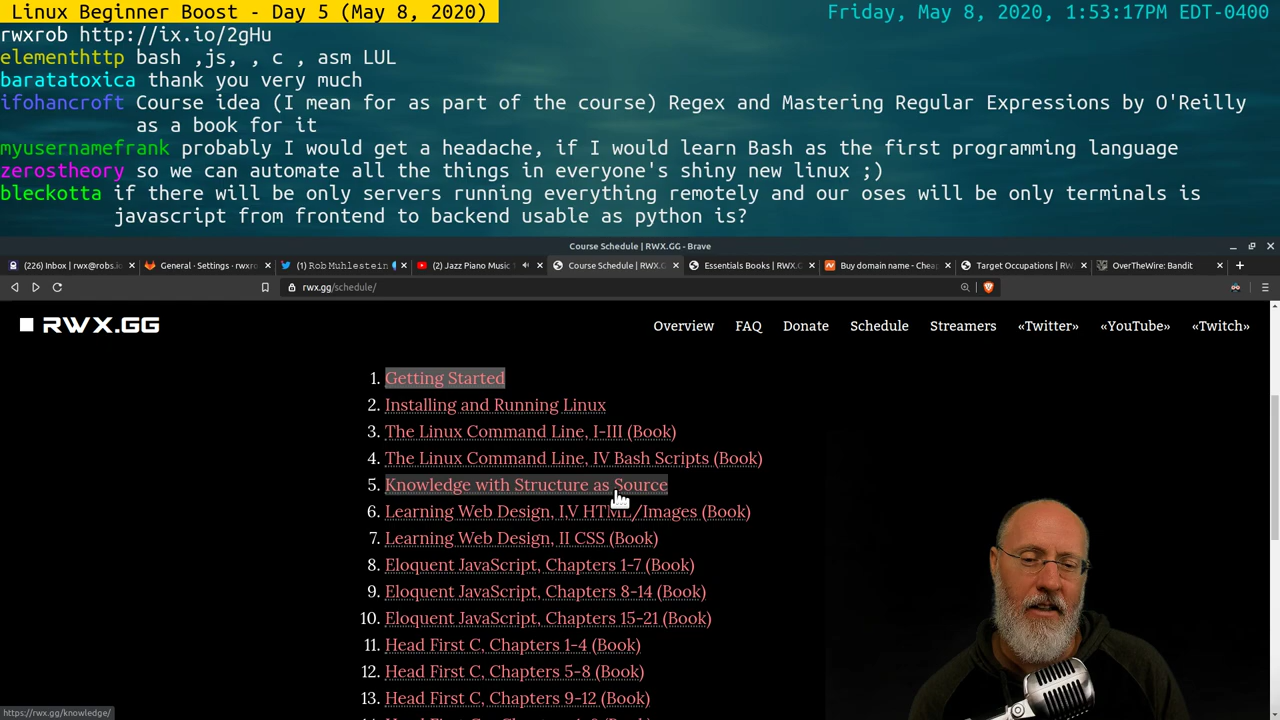 Linux Beginner Boost - Day 5 (May 8, 2020)
Friday, May 8, 2020, 1:53:17PM EDT-0400
rwxrob http://ix.io/2gHu
elementhttp bash ,js, , c , asm LUL
baratatoxica thank you very much
ifohancroft Course idea (I mean for as part of the course) Regex and Mastering Regular Expressions by O'Reilly
as a book for it
myusernamefrank probably I would get a headache, if I would learn Bash as the first programming language
zerostheory so we can automate all the things in everyone's shiny new linux ;)
bleckotta if there will be only servers running everything remotely and our oses will be only terminals is
javascript from frontend to backend usable as python is?
Course Schedule | RWX.GG - Brave
(226) Inbox | rwx@robs.i
General · Settings · rwxro
(1) Rob Muhlestein
(2) Jazz Piano Music
Course Schedule | RWX.G
Essentials Books | RWX.G
Buy domain name - Cheap
Target Occupations | RW
OverTheWire: Bandit
rwx.gg/schedule/
RWX.GG
Overview FAQ Donate Schedule Streamers «Twitter» «YouTube» «Twitch»
1. Getting Started
2. Installing and Running Linux
3. The Linux Command Line, I-III (Book)
4. The Linux Command Line, IV Bash Scripts (Book)
5. Knowledge with Structure as Source
6. Learning Web Design, I,V HTML/Images (Book)
7. Learning Web Design, II CSS (Book)
8. Eloquent JavaScript, Chapters 1-7 (Book)
9. Eloquent JavaScript, Chapters 8-14 (Book)
10. Eloquent JavaScript, Chapters 15-21 (Book)
11. Head First C, Chapters 1-4 (Book)
12. Head First C, Chapters 5-8 (Book)
13. Head First C, Chapters 9-12 (Book)
https://rwx.gg/knowledge/